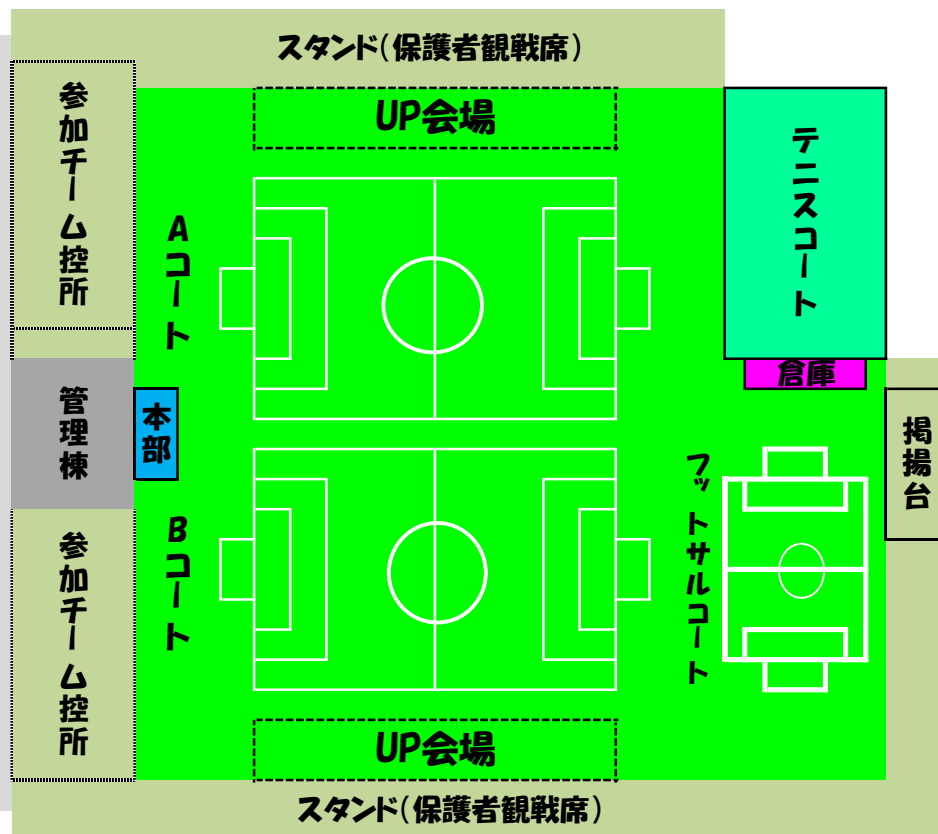 スタンド(保護者観戦席)
UP会場
参加チーム控所
テニスコート
Aコート
倉庫
管理棟
本部
掲揚台
フットサルコート
Bコート
参加チーム控所
UP会場
スタンド(保護者観戦席)